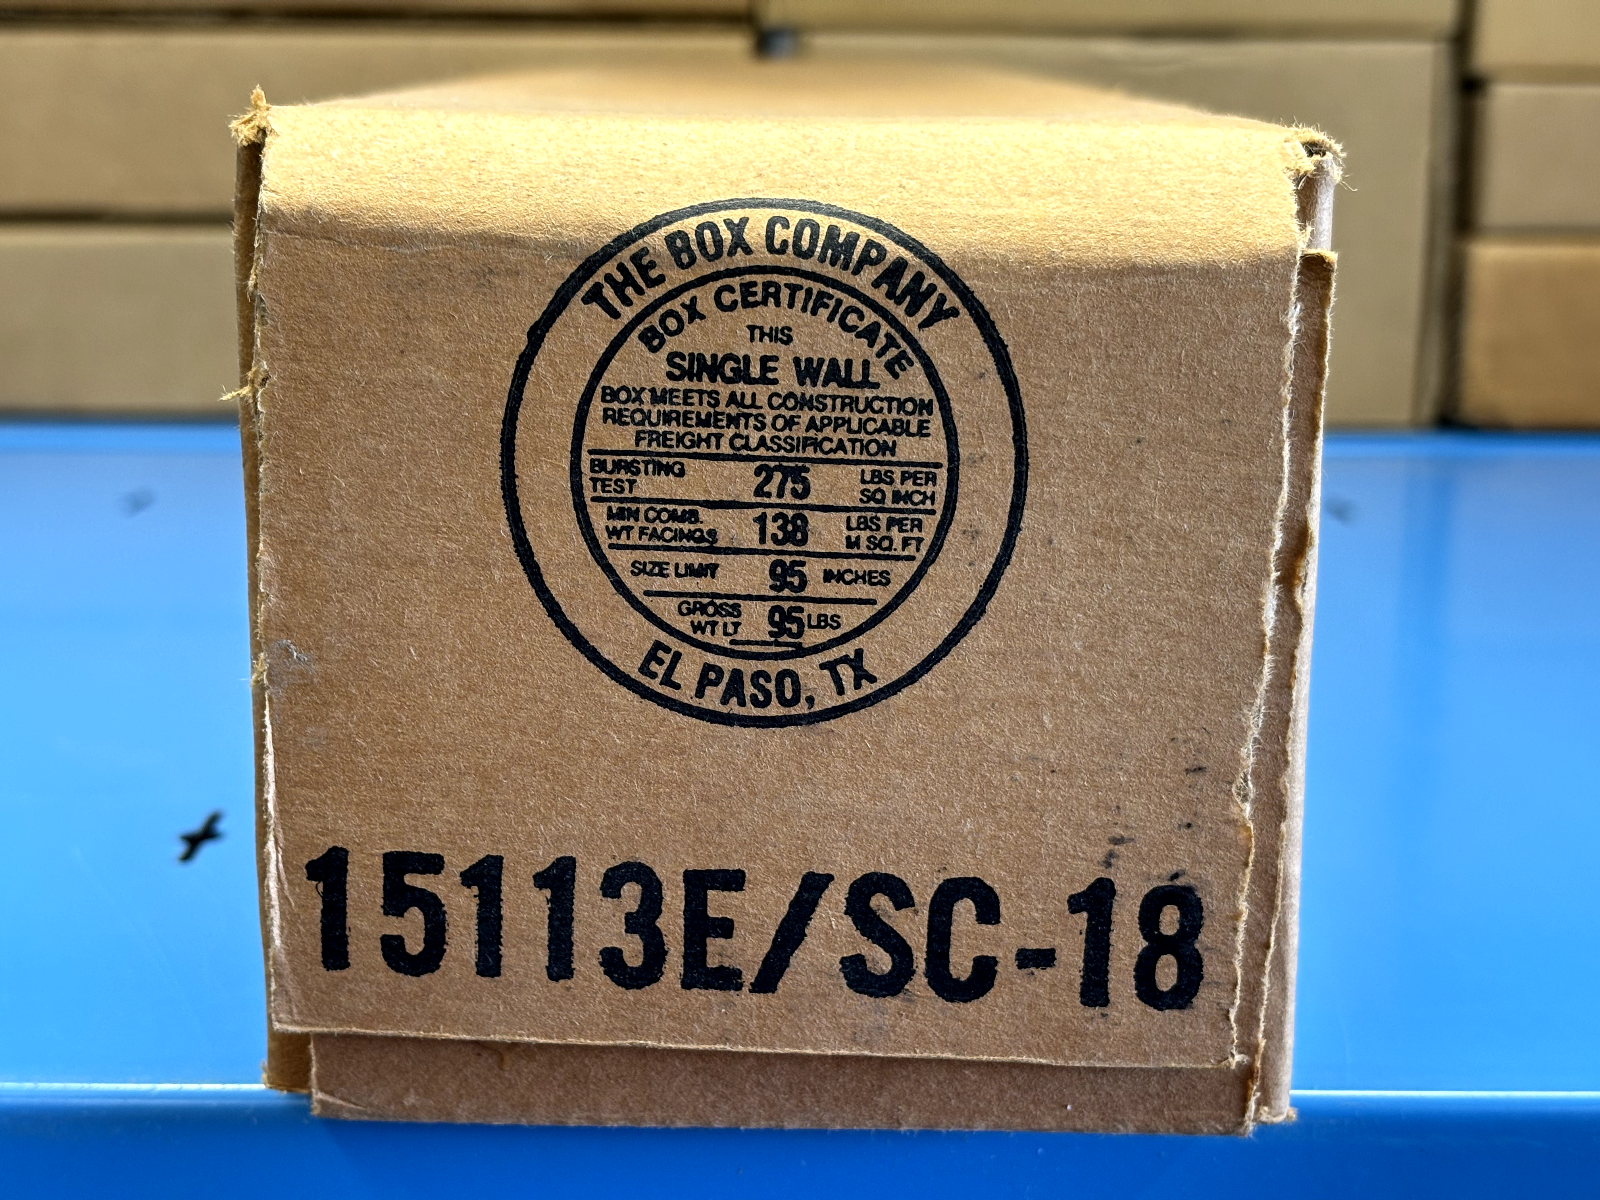 THE BOX COMPANY
BOX CERTIFICATE
THIS
SINGLE WALL
BOX MEETS ALL CONSTRUCTION
REQUIREMENTS OF APPLICABLE
FREIGHT CLASSIFICATION
BURSTING TEST 275 LBS PER SQ INCH
MIN COMB. WT FACINGS 138 LBS PER M SQ. FT
SIZE LIMIT 95 INCHES
GROSS WT LT 95 LBS
EL PASO, TX
15113E/SC-18